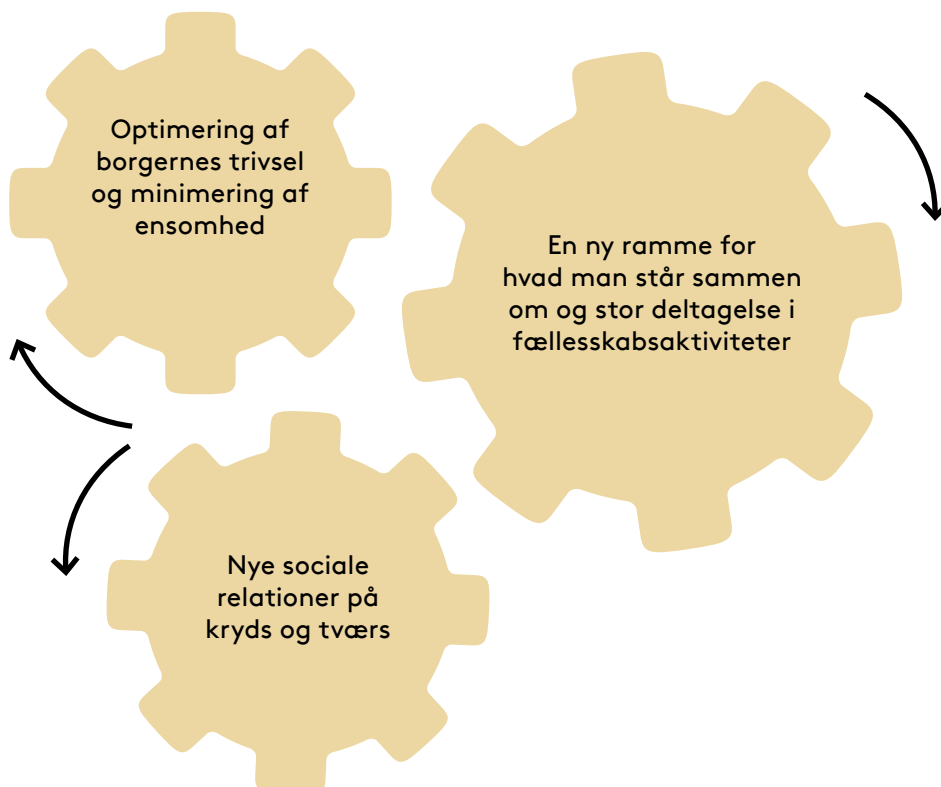 Optimering af
borgernes trivsel
og minimering af
ensomhed
En ny ramme for
hvad man står sammen
om og stor deltagelse i
fællesskabsaktiviteter
Nye sociale
relationer på
kryds og tværs